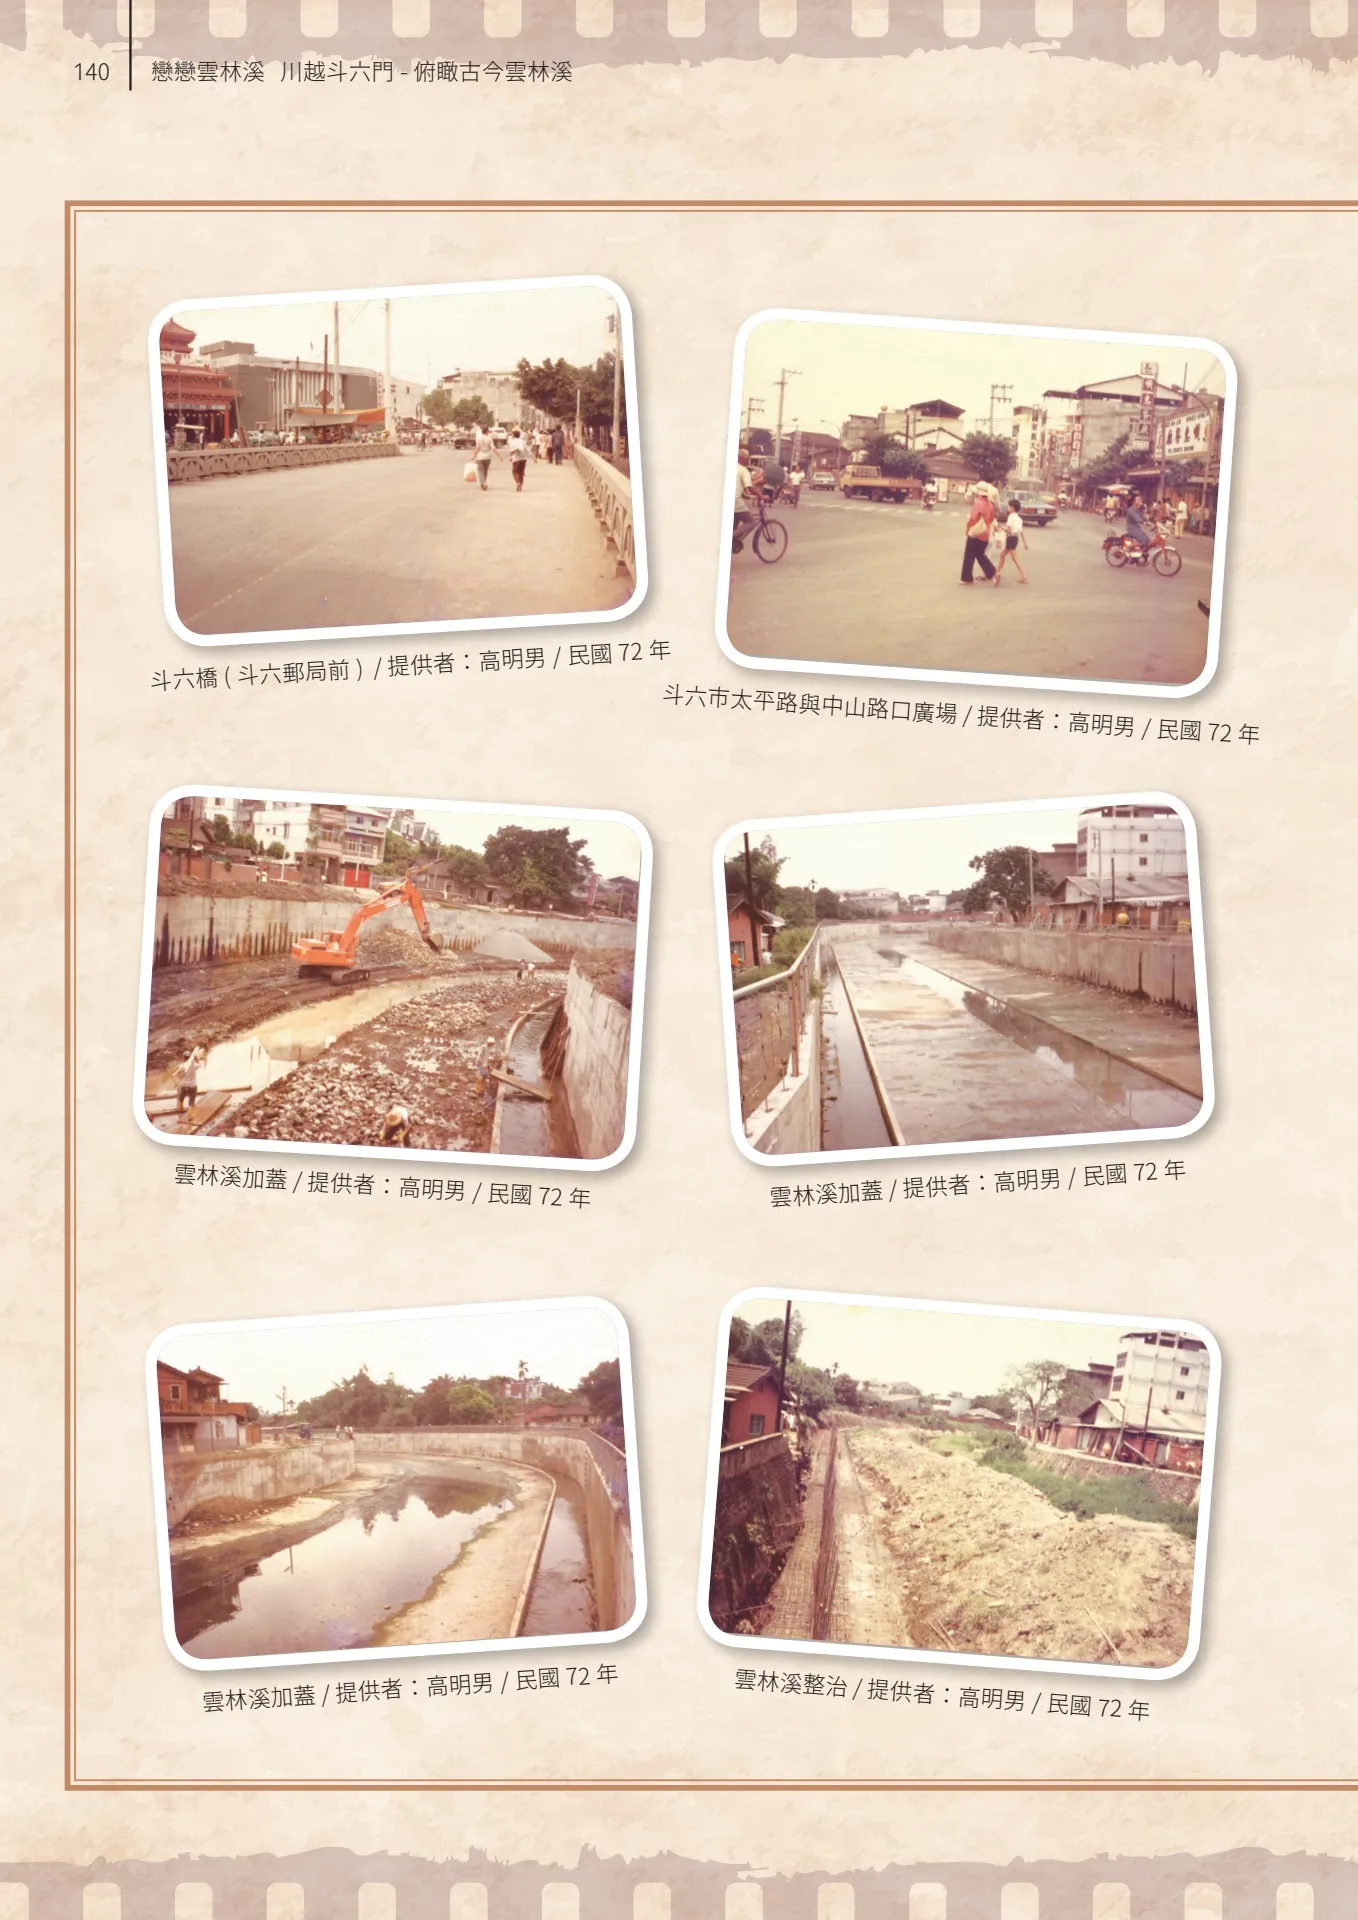 140
戀戀雲林溪 川越斗六門 - 俯瞰古今雲林溪
斗六橋 ( 斗六郵局前 ) / 提供者：高明男 / 民國 72 年
斗六市太平路與中山路口廣場 / 提供者：高明男 / 民國 72 年
雲林溪加蓋 / 提供者：高明男 / 民國 72 年
雲林溪加蓋 / 提供者：高明男 / 民國 72 年
雲林溪加蓋 / 提供者：高明男 / 民國 72 年
雲林溪整治 / 提供者：高明男 / 民國 72 年